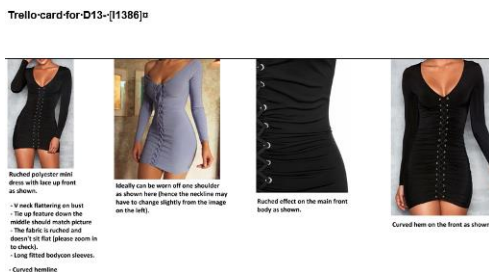 Trello·card·for·D13-·[I1386]¤
Ruched polyester mini
dress with lace up front
as shown.
- V neck flattering on bust
- Tie up feature down the
middle should match picture
- The fabric is ruched and
doesn't sit flat (please zoom in
to check).
- Long fitted bodycon sleeves.
- Curved hemline
Ideally can be worn off one shoulder
as shown here (hence the neckline may
have to change slightly from the image
on the left).
Ruched effect on the main front
body as shown.
Curved hem on the front as shown